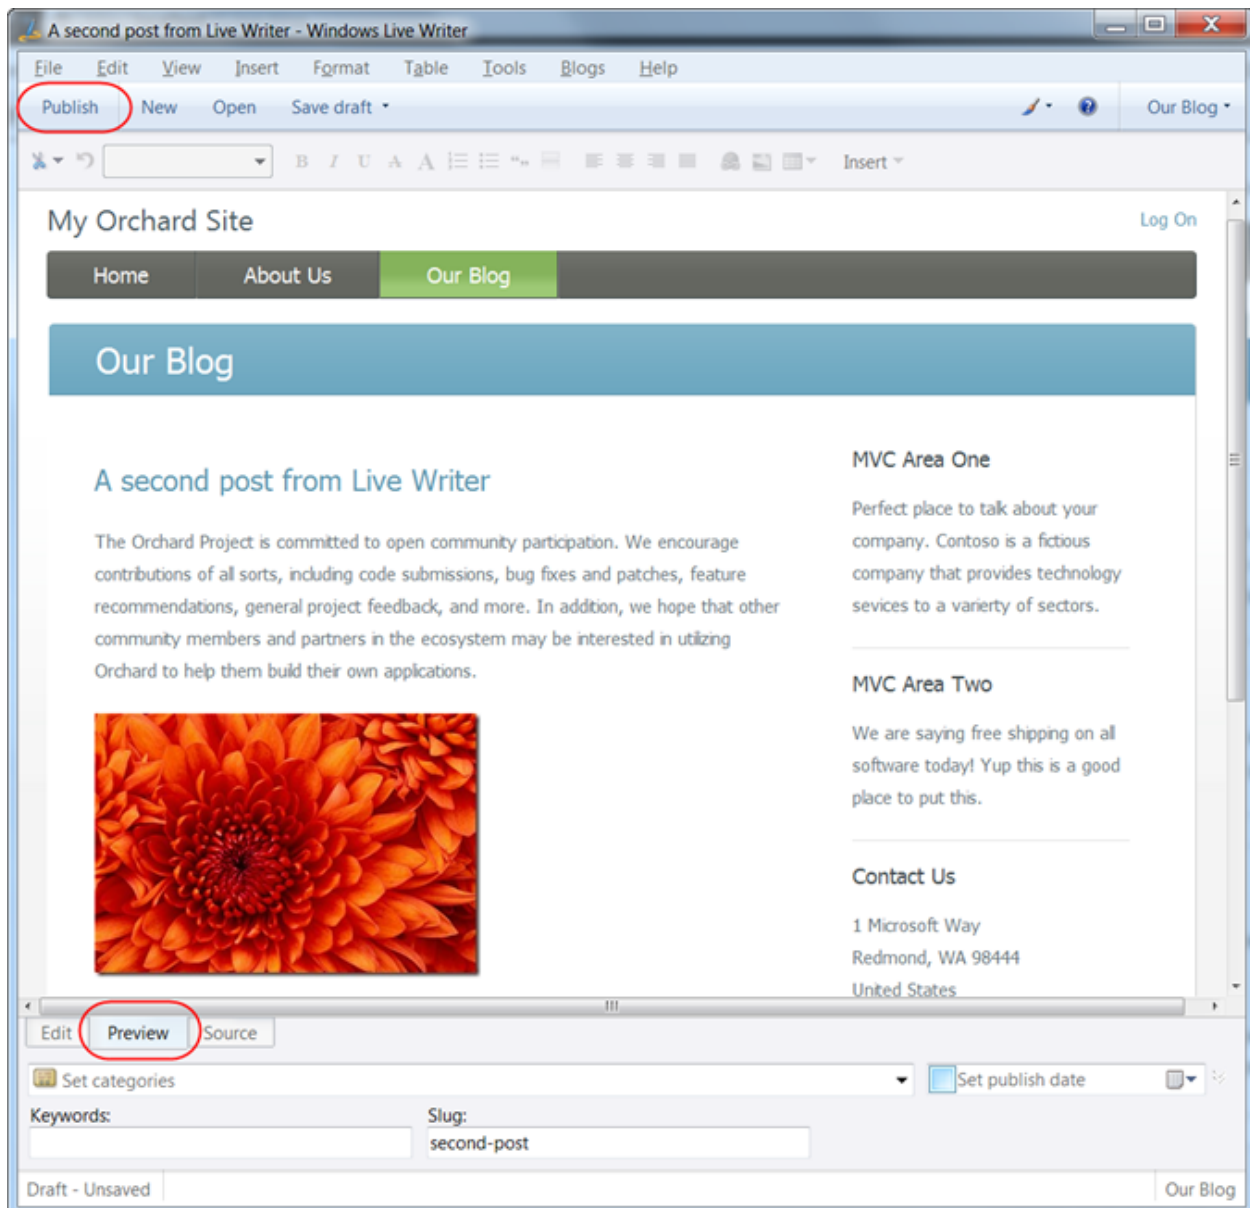 A second post from Live Writer - Windows Live Writer
File Edit View Insert Format Table Tools Blogs Help
Publish New Open Save draft Our Blog
B I U A A Insert
My Orchard Site Log On
Home About Us Our Blog
Our Blog
A second post from Live Writer
The Orchard Project is committed to open community participation. We encourage
contributions of all sorts, including code submissions, bug fixes and patches, feature
recommendations, general project feedback, and more. In addition, we hope that other
community members and partners in the ecosystem may be interested in utilizing
Orchard to help them build their own applications.
MVC Area One
Perfect place to talk about your
company. Contoso is a fictious
company that provides technology
sevices to a varierty of sectors.
MVC Area Two
We are saying free shipping on all
software today! Yup this is a good
place to put this.
Contact Us
1 Microsoft Way
Redmond, WA 98444
United States
Edit Preview Source
Set categories Set publish date
Keywords: Slug:
second-post
Draft - Unsaved Our Blog